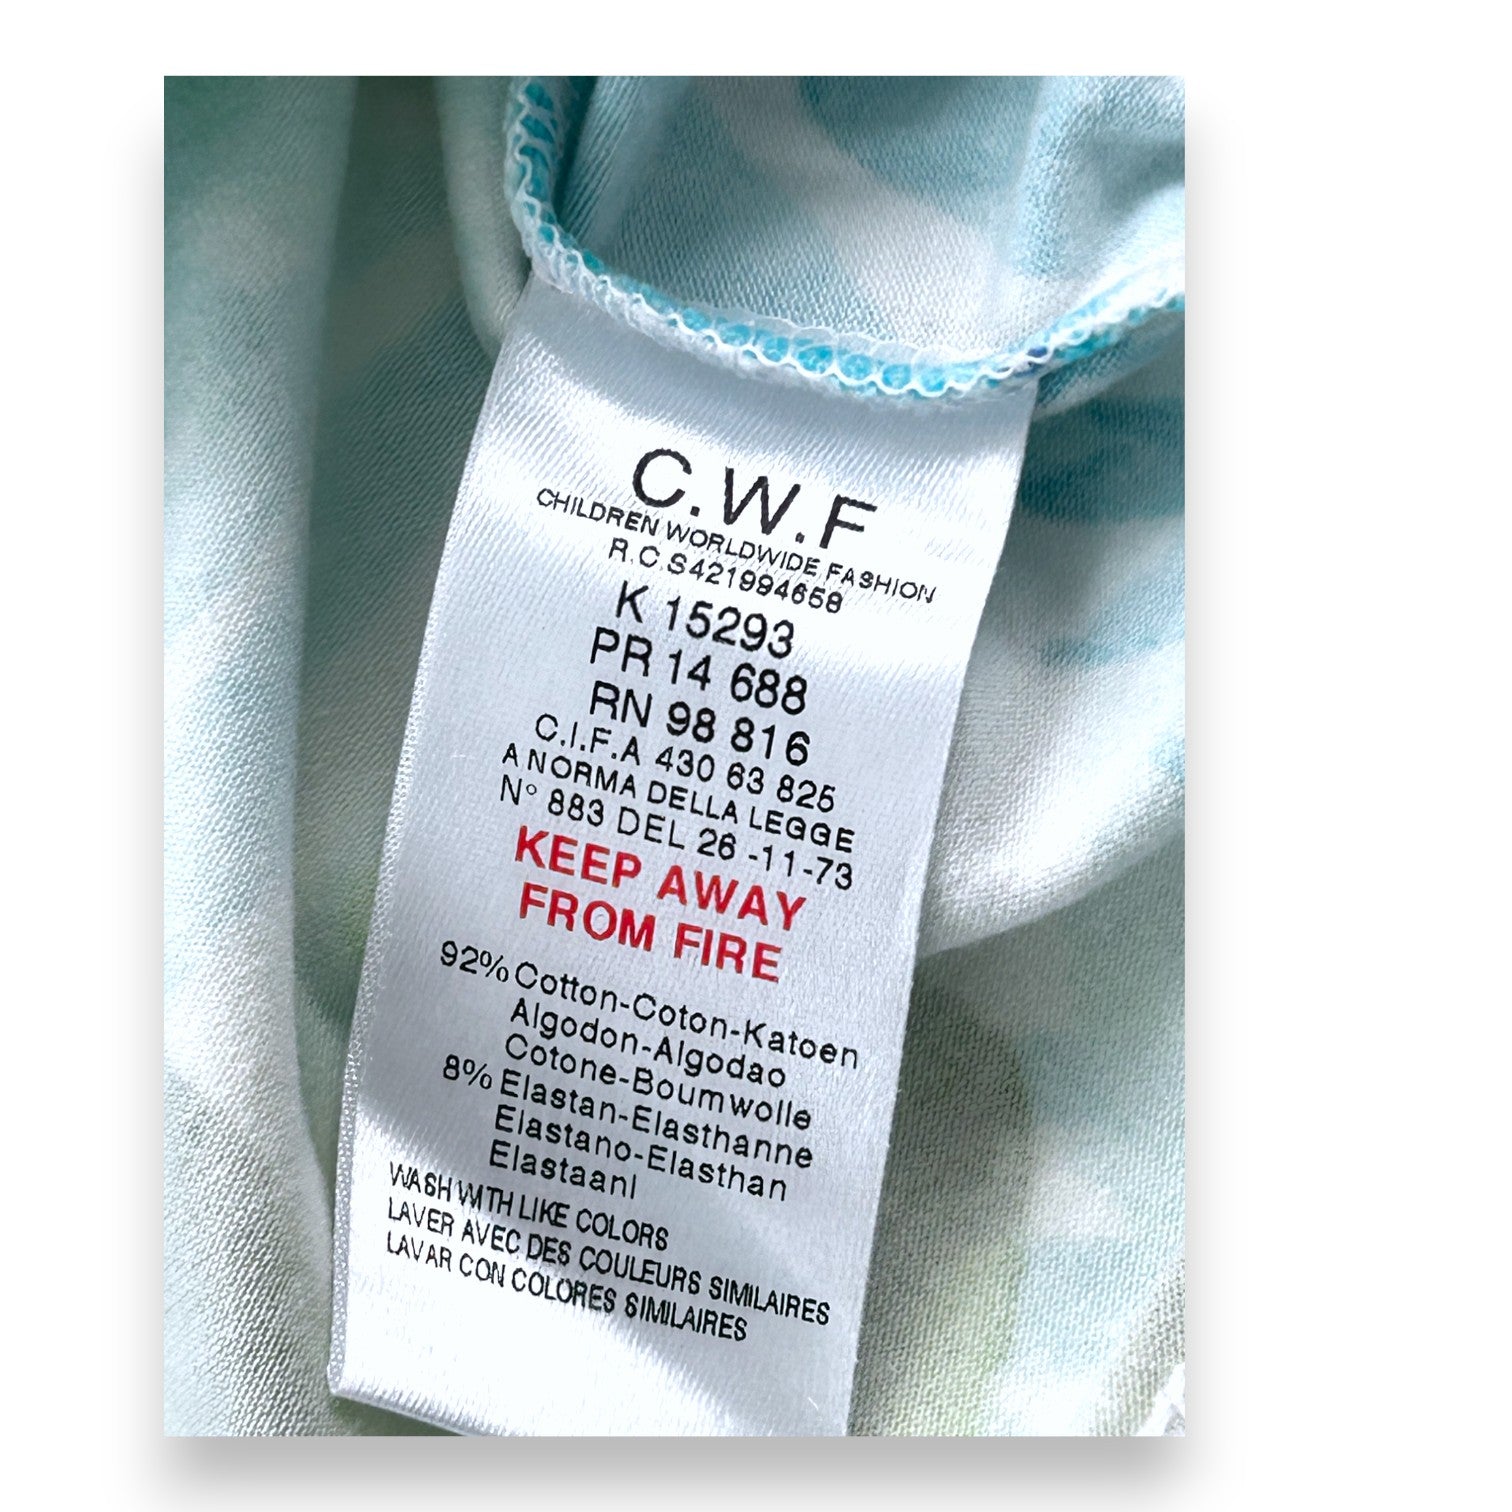 C.W.F
CHILDREN WORLDWIDE FASHION
R.C.S421994658
K 15293
PR 14 688
RN 98 816
C.I.F.A 430 63 825
A NORMA DELLA LEGGE
N° 883 DEL 26 -11-73
KEEP AWAY
FROM FIRE
92% Cotton-Coton-Katoen
Algodon-Algodao
Cotone-Boumwolle
8% Elastan-Elasthanne
Elastano-Elasthan
Elastaanl
WASH WITH LIKE COLORS
LAVER AVEC DES COULEURS SIMILAIRES
LAVAR CON COLORES SIMILAIRES